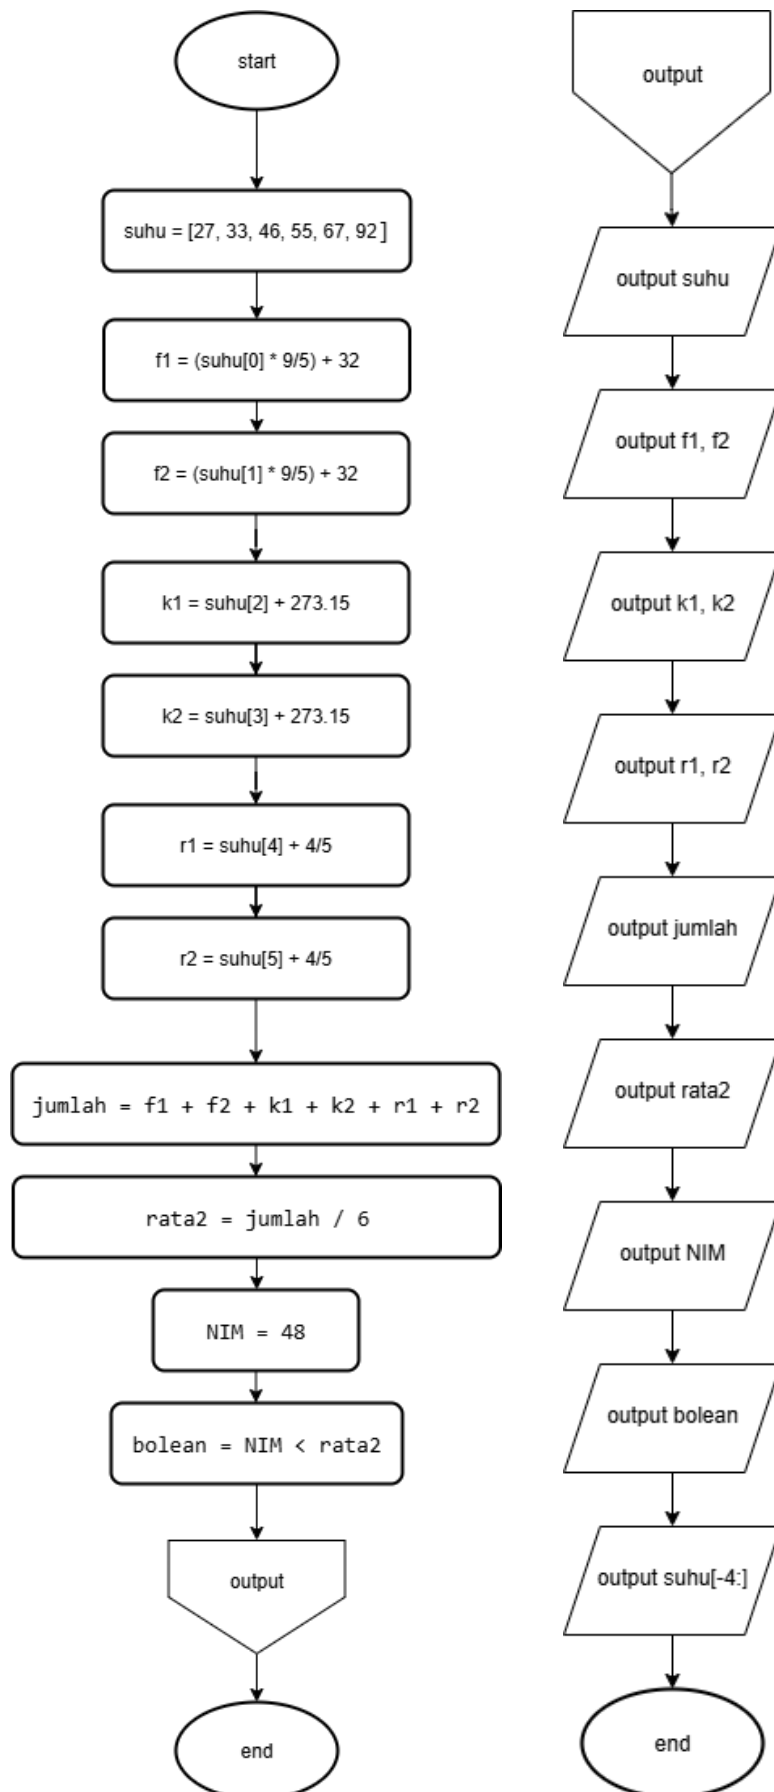 start
suhu = [27, 33, 46, 55, 67, 92]
f1 = (suhu[0] * 9/5) + 32
f2 = (suhu[1] * 9/5) + 32
k1 = suhu[2] + 273.15
k2 = suhu[3] + 273.15
r1 = suhu[4] + 4/5
r2 = suhu[5] + 4/5
jumlah = f1 + f2 + k1 + k2 + r1 + r2
rata2 = jumlah / 6
NIM = 48
bolean = NIM < rata2
output
end
output
output suhu
output f1, f2
output k1, k2
output r1, r2
output jumlah
output rata2
output NIM
output bolean
output suhu[-4:]
end